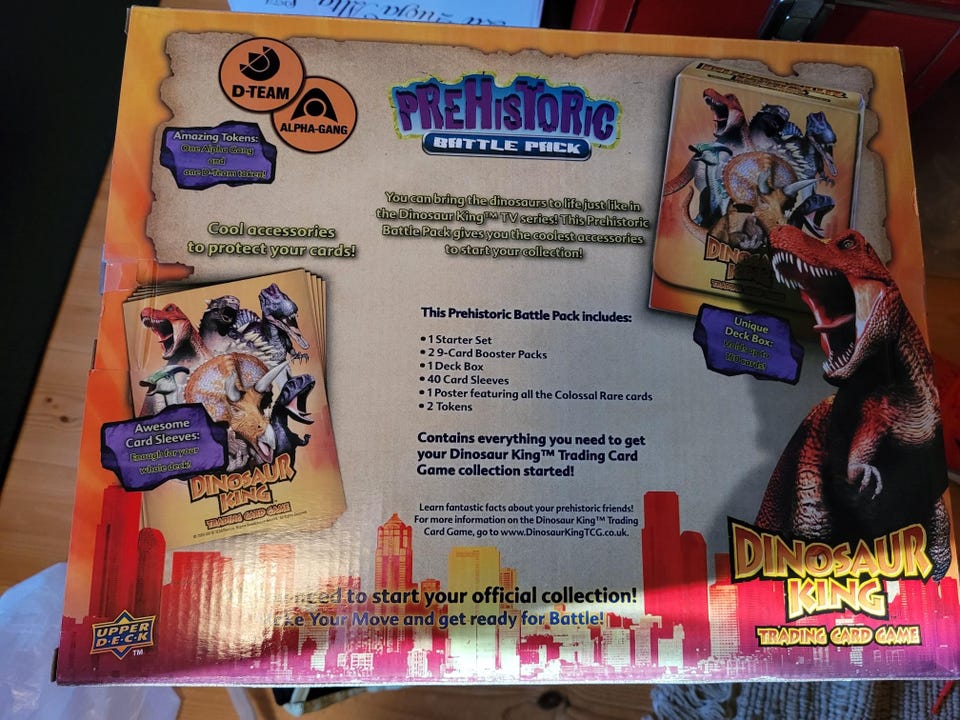 D-TEAM
ALPHA-GANG
PREHISTORIC
BATTLE PACK
Amazing Tokens:
One Alpha Gang
and
one D-Team token!
You can bring the dinosaurs to life just like in
the Dinosaur King™ TV series! This Prehistoric
Battle Pack gives you the coolest accessories
to start your collection!
Cool accessories
to protect your cards!
This Prehistoric Battle Pack includes:
• 1 Starter Set
• 2 9-Card Booster Packs
• 1 Deck Box
• 40 Card Sleeves
• 1 Poster featuring all the Colossal Rare cards
• 2 Tokens
Unique
Deck Box:
Holds up to
cards!
Awesome
Card Sleeves:
Enough for your
whole deck!
DINOSAUR
KING
TRADING CARD GAME
Contains everything you need to get
your Dinosaur King™ Trading Card
Game collection started!
Learn fantastic facts about your prehistoric friends!
For more information on the Dinosaur King™ Trading
Card Game, go to www.DinosaurKingTCG.co.uk.
need to start your official collection!
Make Your Move and get ready for Battle!
UPPER
D·E·C·K
TM
DINOSAUR
KING
TRADING CARD GAME